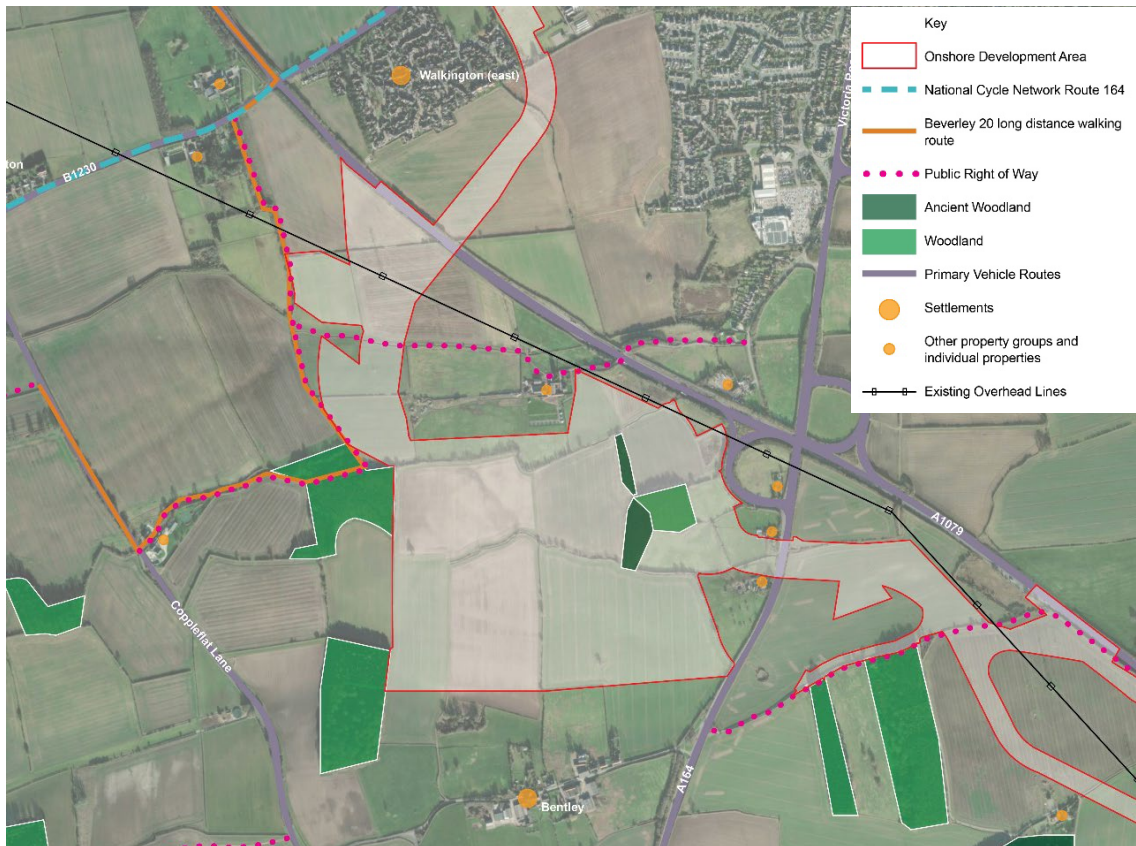 Key
Onshore Development Area
National Cycle Network Route 164
Beverley 20 long distance walking
route
Public Right of Way
Ancient Woodland
Woodland
Primary Vehicle Routes
Settlements
Other property groups and
individual properties
Existing Overhead Lines
Walkington (east)
ton
B1230
A1079
Coppleflat Lane
A164
Bentley